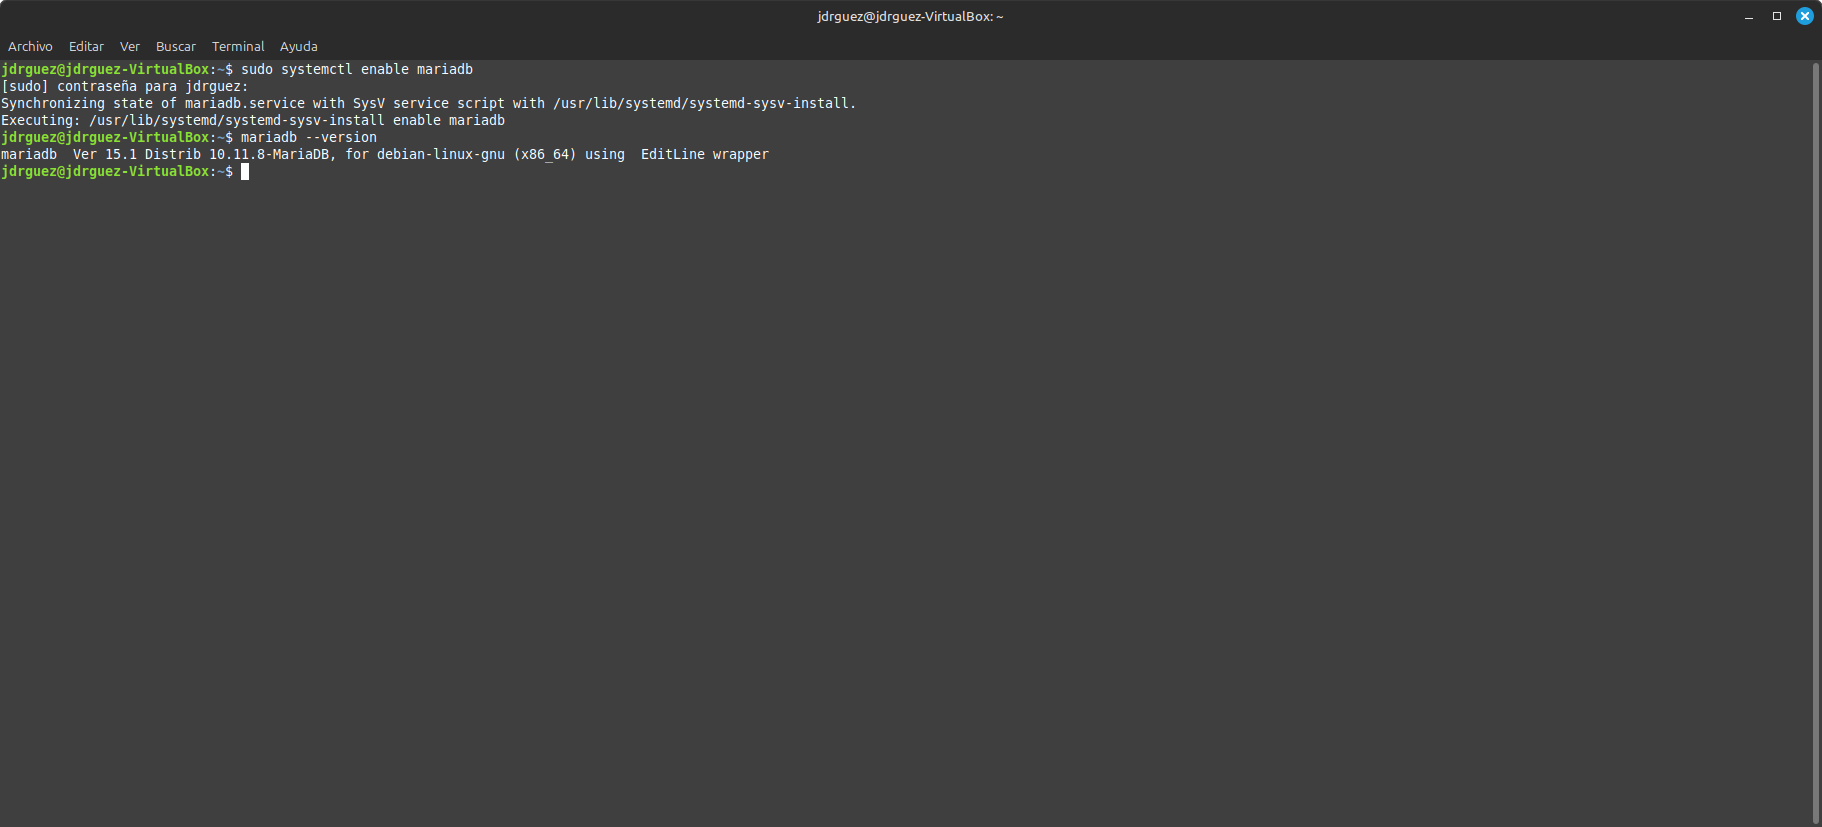 jdrguez@jdrguez-VirtualBox: ~
Archivo Editar Ver Buscar Terminal Ayuda
jdrguez@jdrguez-VirtualBox:~$ sudo systemctl enable mariadb
[sudo] contraseña para jdrguez:
Synchronizing state of mariadb.service with SysV service script with /usr/lib/systemd/systemd-sysv-install.
Executing: /usr/lib/systemd/systemd-sysv-install enable mariadb
jdrguez@jdrguez-VirtualBox:~$ mariadb --version
mariadb  Ver 15.1 Distrib 10.11.8-MariaDB, for debian-linux-gnu (x86_64) using  EditLine wrapper
jdrguez@jdrguez-VirtualBox:~$